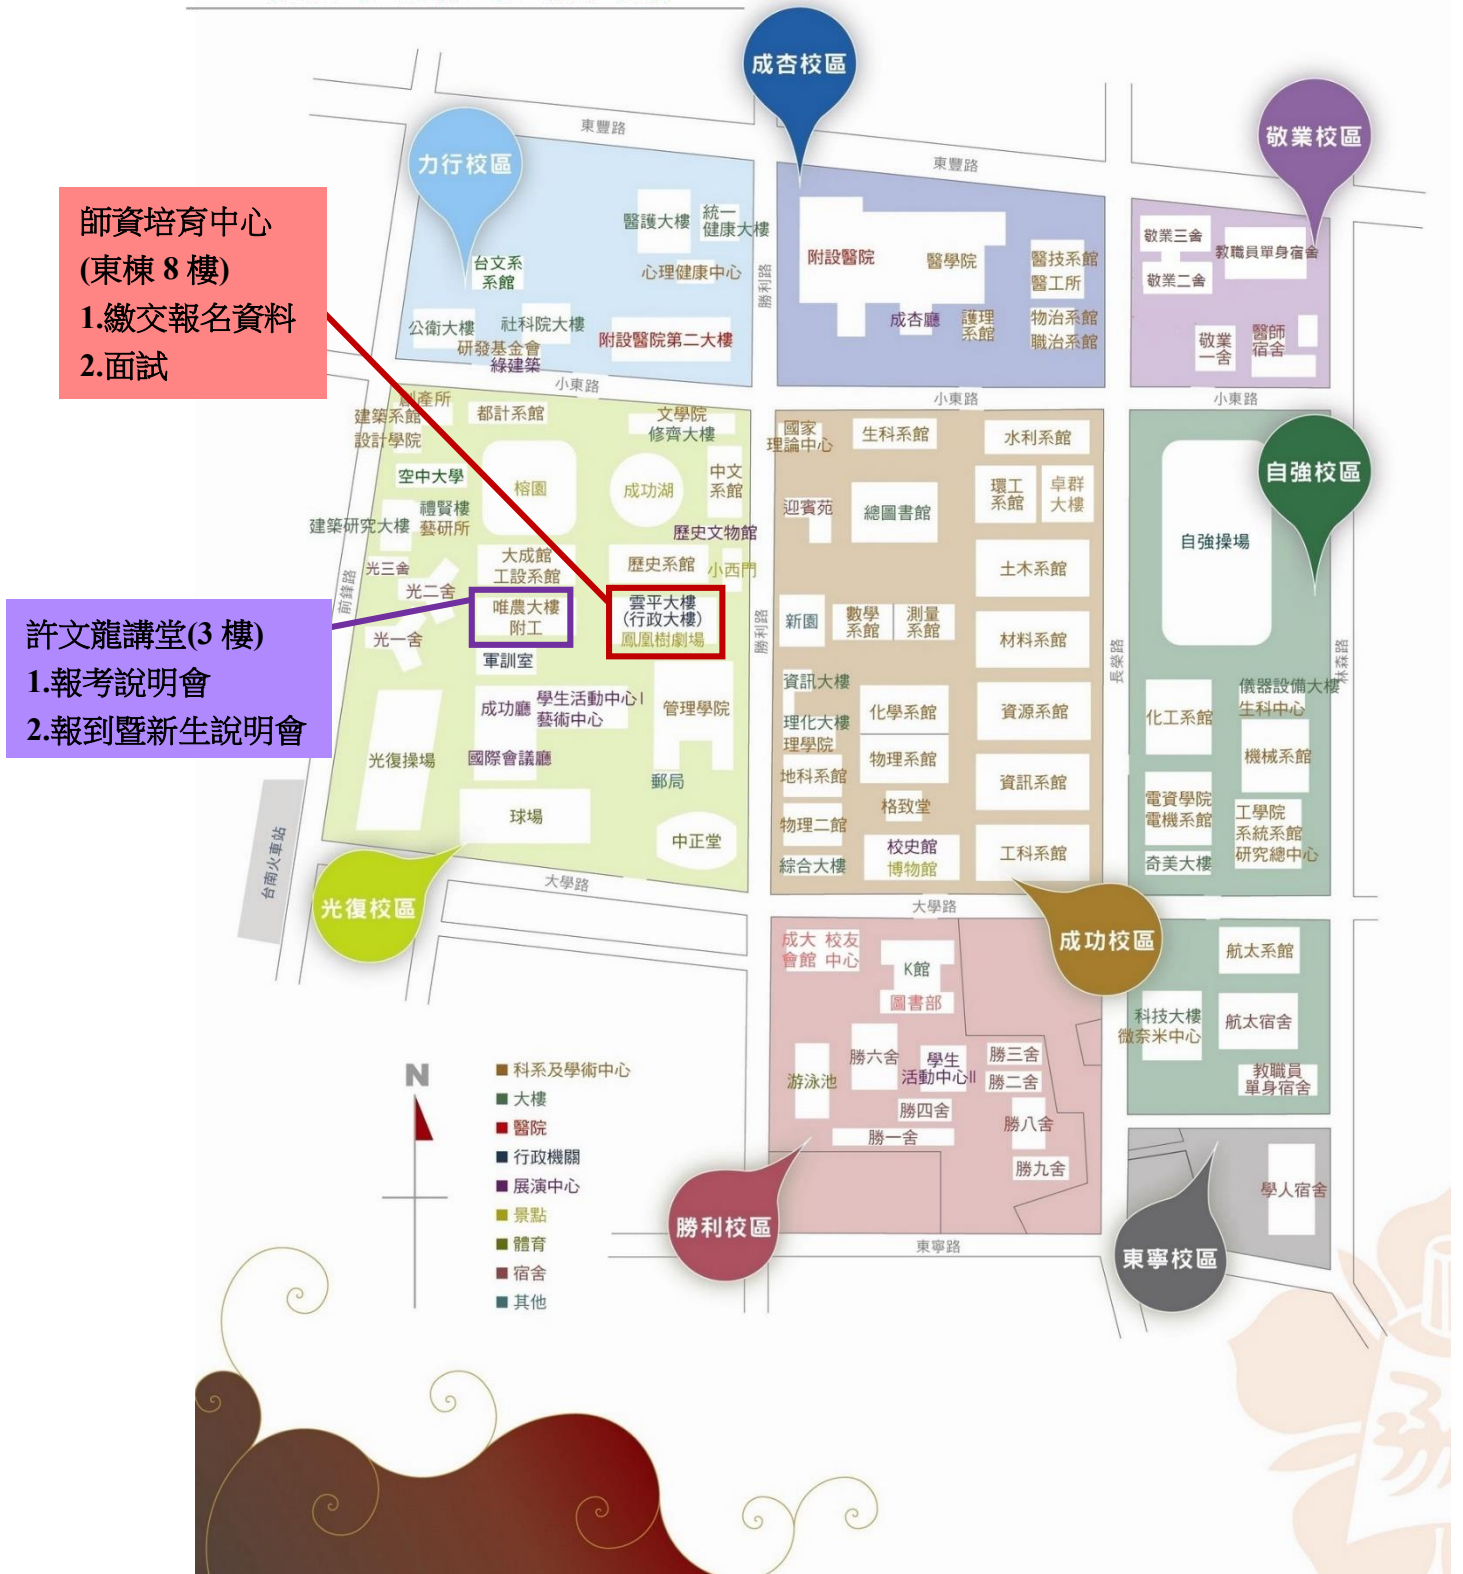 成杏校區
東豐路
力行校區
敬業校區
東豐路
師資培育中心
(東棟 8 樓)
1.繳交報名資料
2.面試
醫護大樓
統一
健康大樓
台文系
系館
心理健康中心
公衛大樓
社科院大樓
研發基金會
綠建築
附設醫院第二大樓
勝利路
附設醫院
醫學院
醫技系館
醫工所
成杏廳
護理
系館
物治系館
職治系館
敬業三舍
教職員單身宿舍
敬業二舍
敬業
一舍
醫師
宿舍
小東路
小東路
小東路
創產所
建築系館
設計學院
都計系館
文學院
修齊大樓
空中大學
榕園
成功湖
中文
系館
禮賢樓
建築研究大樓
藝研所
歷史文物館
大成館
工設系館
歷史系館
小西門
光三舍
光二舍
前鋒路
唯農大樓
附工
雲平大樓
(行政大樓)
鳳凰樹劇場
光一舍
軍訓室
許文龍講堂(3 樓)
1.報考說明會
2.報到暨新生說明會
成功廳
學生活動中心I
藝術中心
管理學院
國際會議廳
光復操場
郵局
球場
中正堂
勝利路
國家
理論中心
生科系館
水利系館
迎賓苑
總圖書館
環工
系館
卓群
大樓
土木系館
新園
數學
系館
測量
系館
材料系館
資訊大樓
理化大樓
理學院
化學系館
資源系館
地科系館
物理系館
資訊系館
物理二館
格致堂
綜合大樓
校史館
博物館
工科系館
長榮路
自強校區
自強操場
林森路
儀器設備大樓
生科中心
化工系館
機械系館
電資學院
電機系館
工學院
系統系館
研究總中心
奇美大樓
台南火車站
光復校區
大學路
大學路
成功校區
成大
會館
校友
中心
K館
圖書部
航太系館
科技大樓
微奈米中心
航太宿舍
教職員
單身宿舍
游泳池
勝六舍
學生
活動中心II
勝三舍
勝二舍
勝四舍
勝八舍
勝一舍
勝九舍
學人宿舍
勝利校區
東寧路
東寧校區
N
科系及學術中心
大樓
醫院
行政機關
展演中心
景點
體育
宿舍
其他